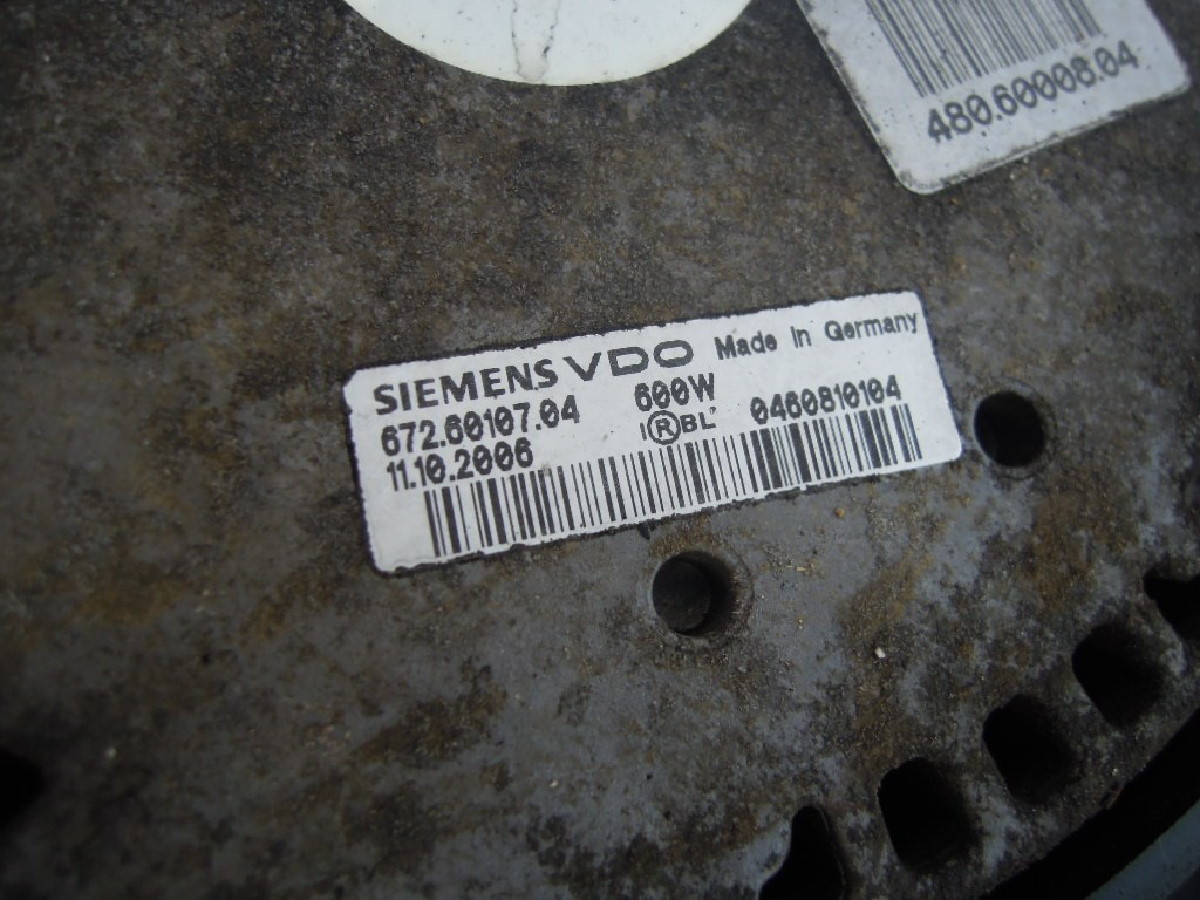 480.60008.04
SIEMENS VDO Made in Germany
672.60107.04 600W 0460810104
11.10.2006 I®BL